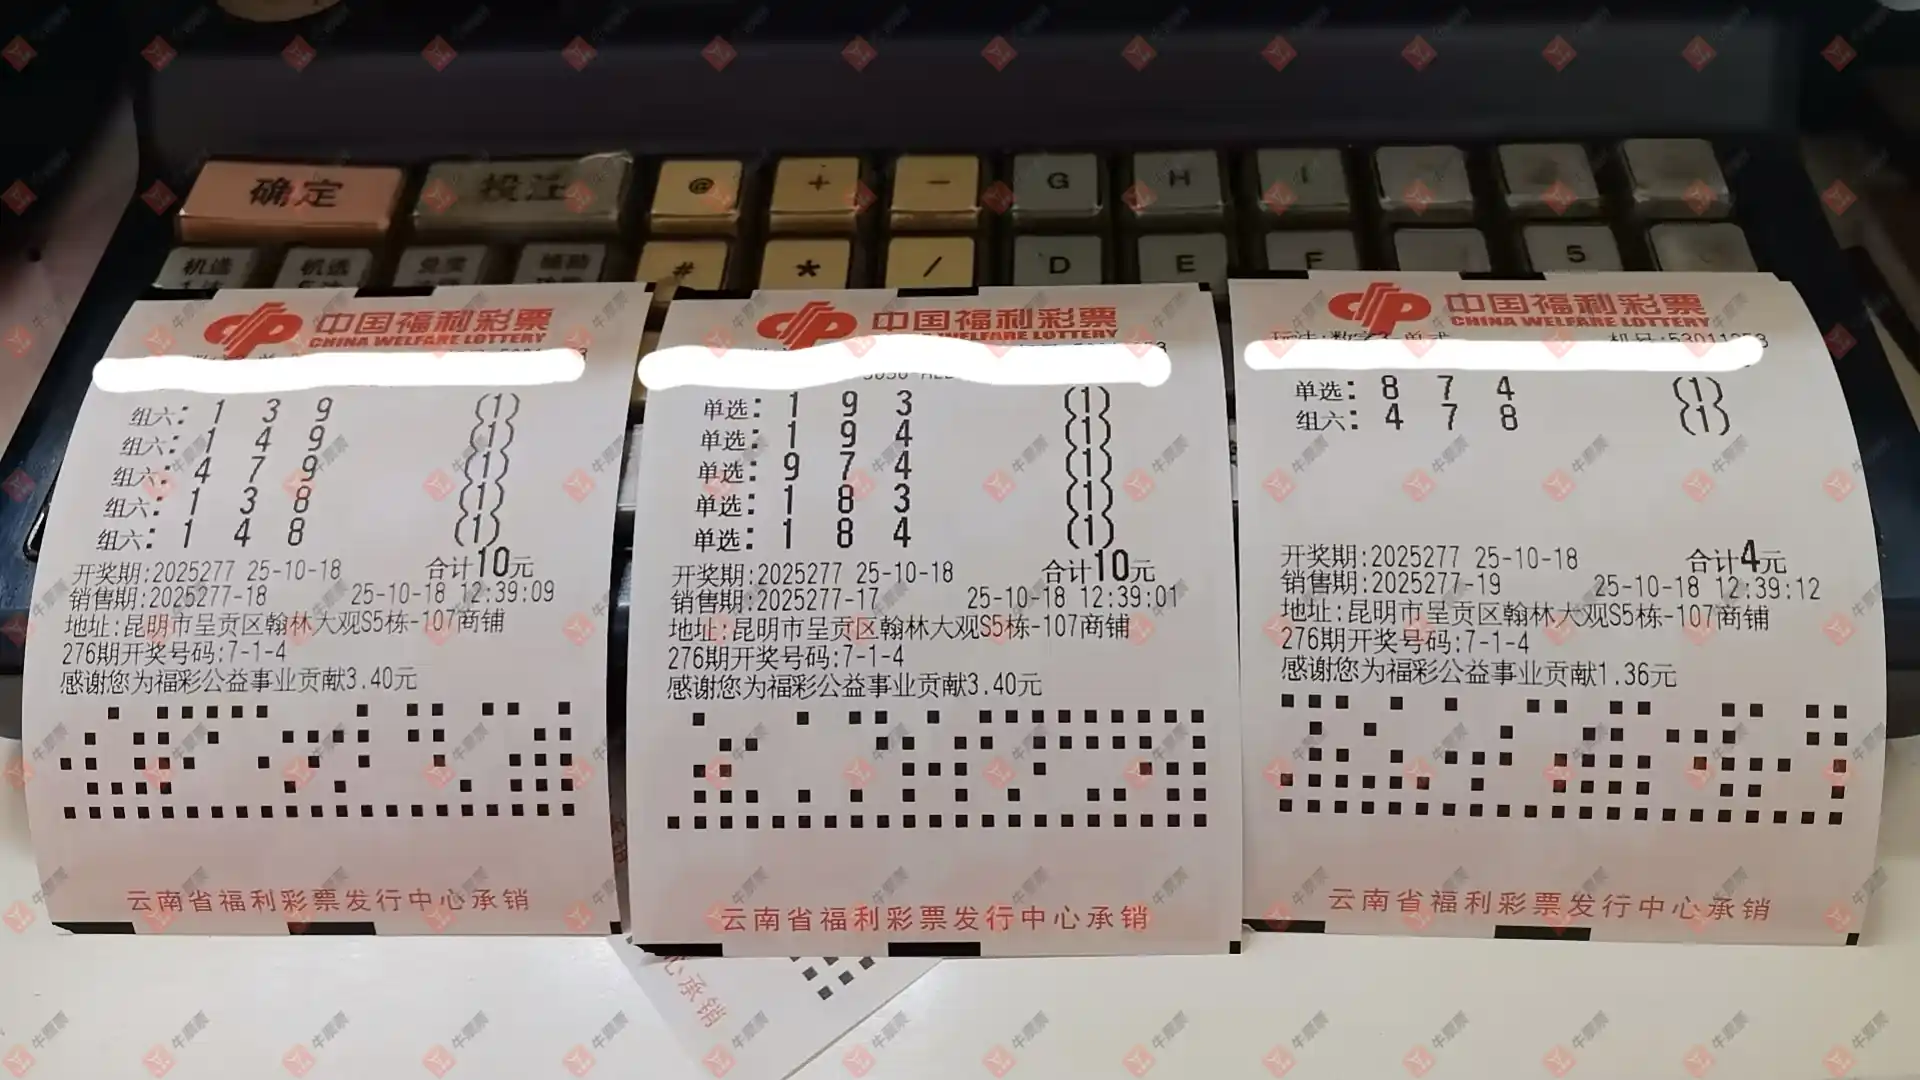 确定 投注 @ + - G H I
机选 机选 兑奖 辅助 # * / D E F 5
中国福利彩票
CHINA WELFARE LOTTERY
组六: 1 3 9 (1)
组六: 1 4 9 (1)
组六: 4 7 9 (1)
组六: 1 3 8 (1)
组六: 1 4 8 (1)
开奖期:2025277 25-10-18 合计10元
销售期:2025277-18 25-10-18 12:39:09
地址:昆明市呈贡区翰林大观S5栋-107商铺
276期开奖号码:7-1-4
感谢您为福彩公益事业贡献3.40元
云南省福利彩票发行中心承销
中国福利彩票
WELFARE LOTTERY
单选: 1 9 3 (1)
单选: 1 9 4 (1)
单选: 9 7 4 (1)
单选: 1 8 3 (1)
单选: 1 8 4 (1)
开奖期:2025277 25-10-18 合计10元
销售期:2025277-17 25-10-18 12:39:01
地址:昆明市呈贡区翰林大观S5栋-107商铺
276期开奖号码:7-1-4
感谢您为福彩公益事业贡献3.40元
云南省福利彩票发行中心承销
心承销
中国福利彩票
CHINA WELFARE LOTTERY
单选: 8 7 4 (1)
组六: 4 7 8 (1)
开奖期:2025277 25-10-18 合计4元
销售期:2025277-19 25-10-18 12:39:12
地址:昆明市呈贡区翰林大观S5栋-107商铺
276期开奖号码:7-1-4
感谢您为福彩公益事业贡献1.36元
云南省福利彩票发行中心承销